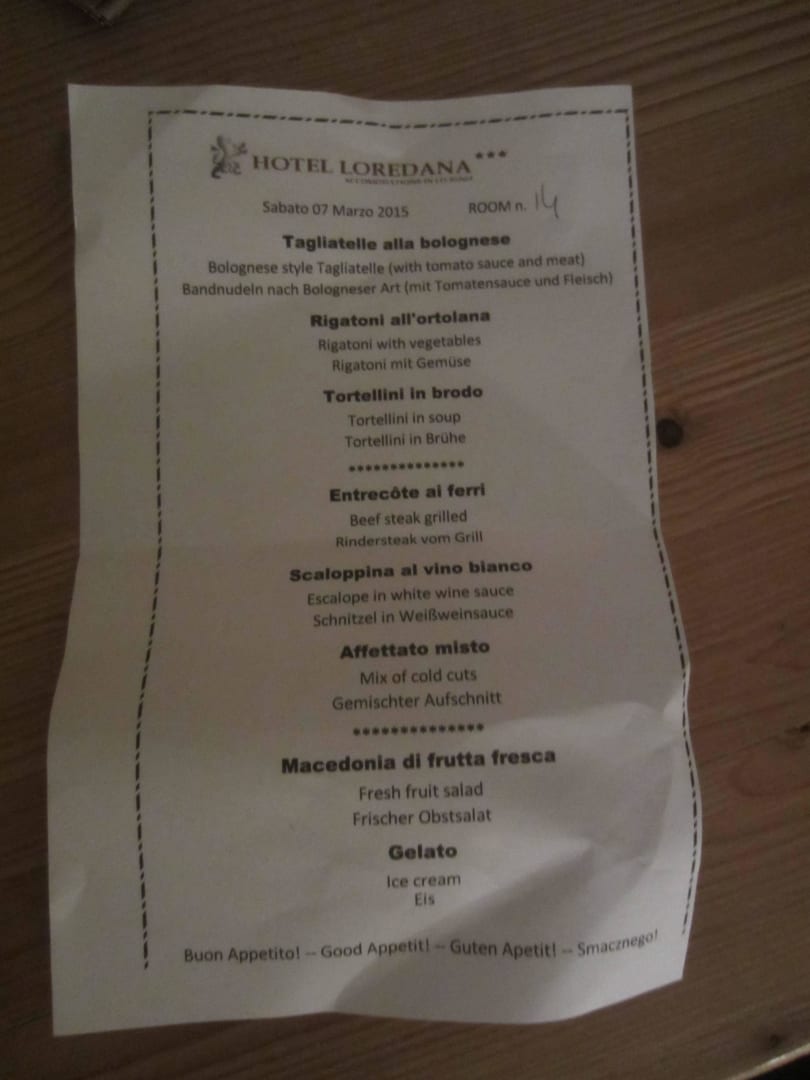 HOTEL LOREDANA ***
Sabato 07 Marzo 2015 ROOM n. 14
Tagliatelle alla bolognese
Bolognese style Tagliatelle (with tomato sauce and meat)
Bandnudeln nach Bologneser Art (mit Tomatensauce und Fleisch)
Rigatoni all'ortolana
Rigatoni with vegetables
Rigatoni mit Gemüse
Tortellini in brodo
Tortellini in soup
Tortellini in Brühe
**************
Entrecôte ai ferri
Beef steak grilled
Rindersteak vom Grill
Scaloppina al vino bianco
Escalope in white wine sauce
Schnitzel in Weißweinsauce
Affettato misto
Mix of cold cuts
Gemischter Aufschnitt
**************
Macedonia di frutta fresca
Fresh fruit salad
Frischer Obstsalat
Gelato
Ice cream
Eis
Buon Appetito! -- Good Appetit! -- Guten Apetit! -- Smacznego!